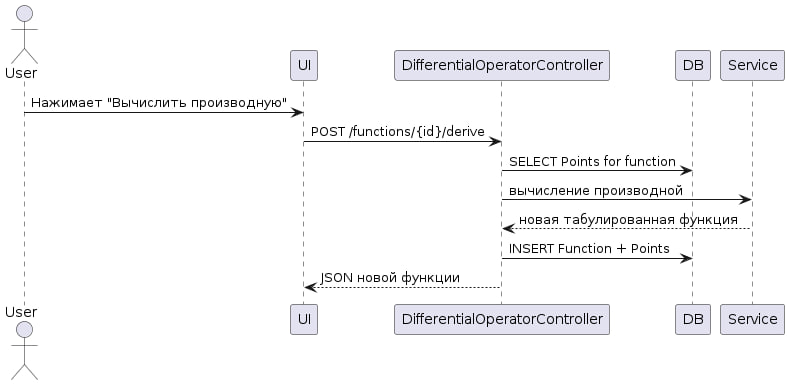 User
UI
DifferentialOperatorController
DB
Service
Нажимает "Вычислить производную"
POST /functions/{id}/derive
SELECT Points for function
вычисление производной
новая табулированная функция
INSERT Function + Points
JSON новой функции
User
UI
DifferentialOperatorController
DB
Service